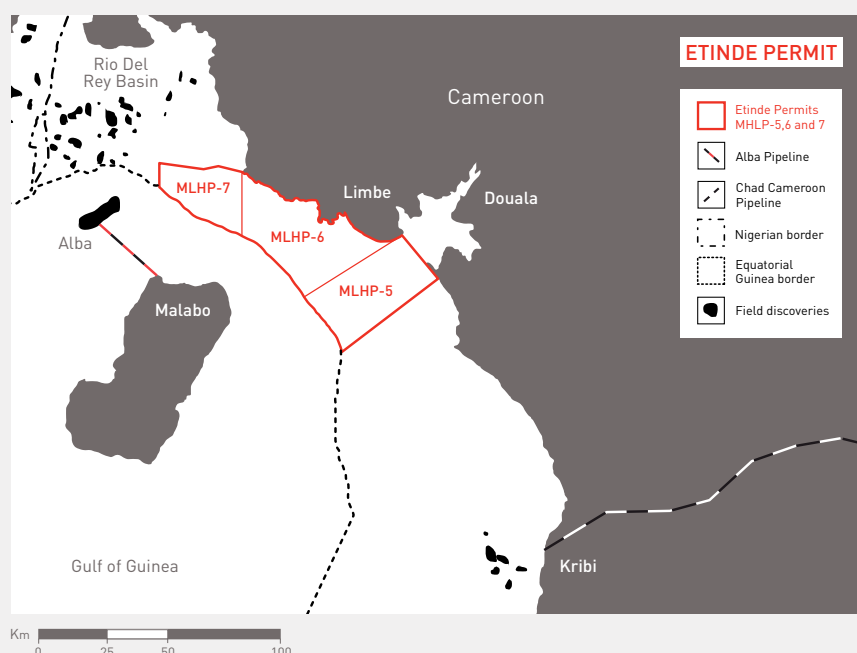 ETINDE PERMIT
Etinde Permits
MHLP-5,6 and 7
Alba Pipeline
Chad Cameroon
Pipeline
Nigerian border
Equatorial
Guinea border
Field discoveries
Rio Del
Rey Basin
Cameroon
MLHP-7
Limbe
Douala
MLHP-6
Alba
MLHP-5
Malabo
Gulf of Guinea
Kribi
Km
0 25 50 100